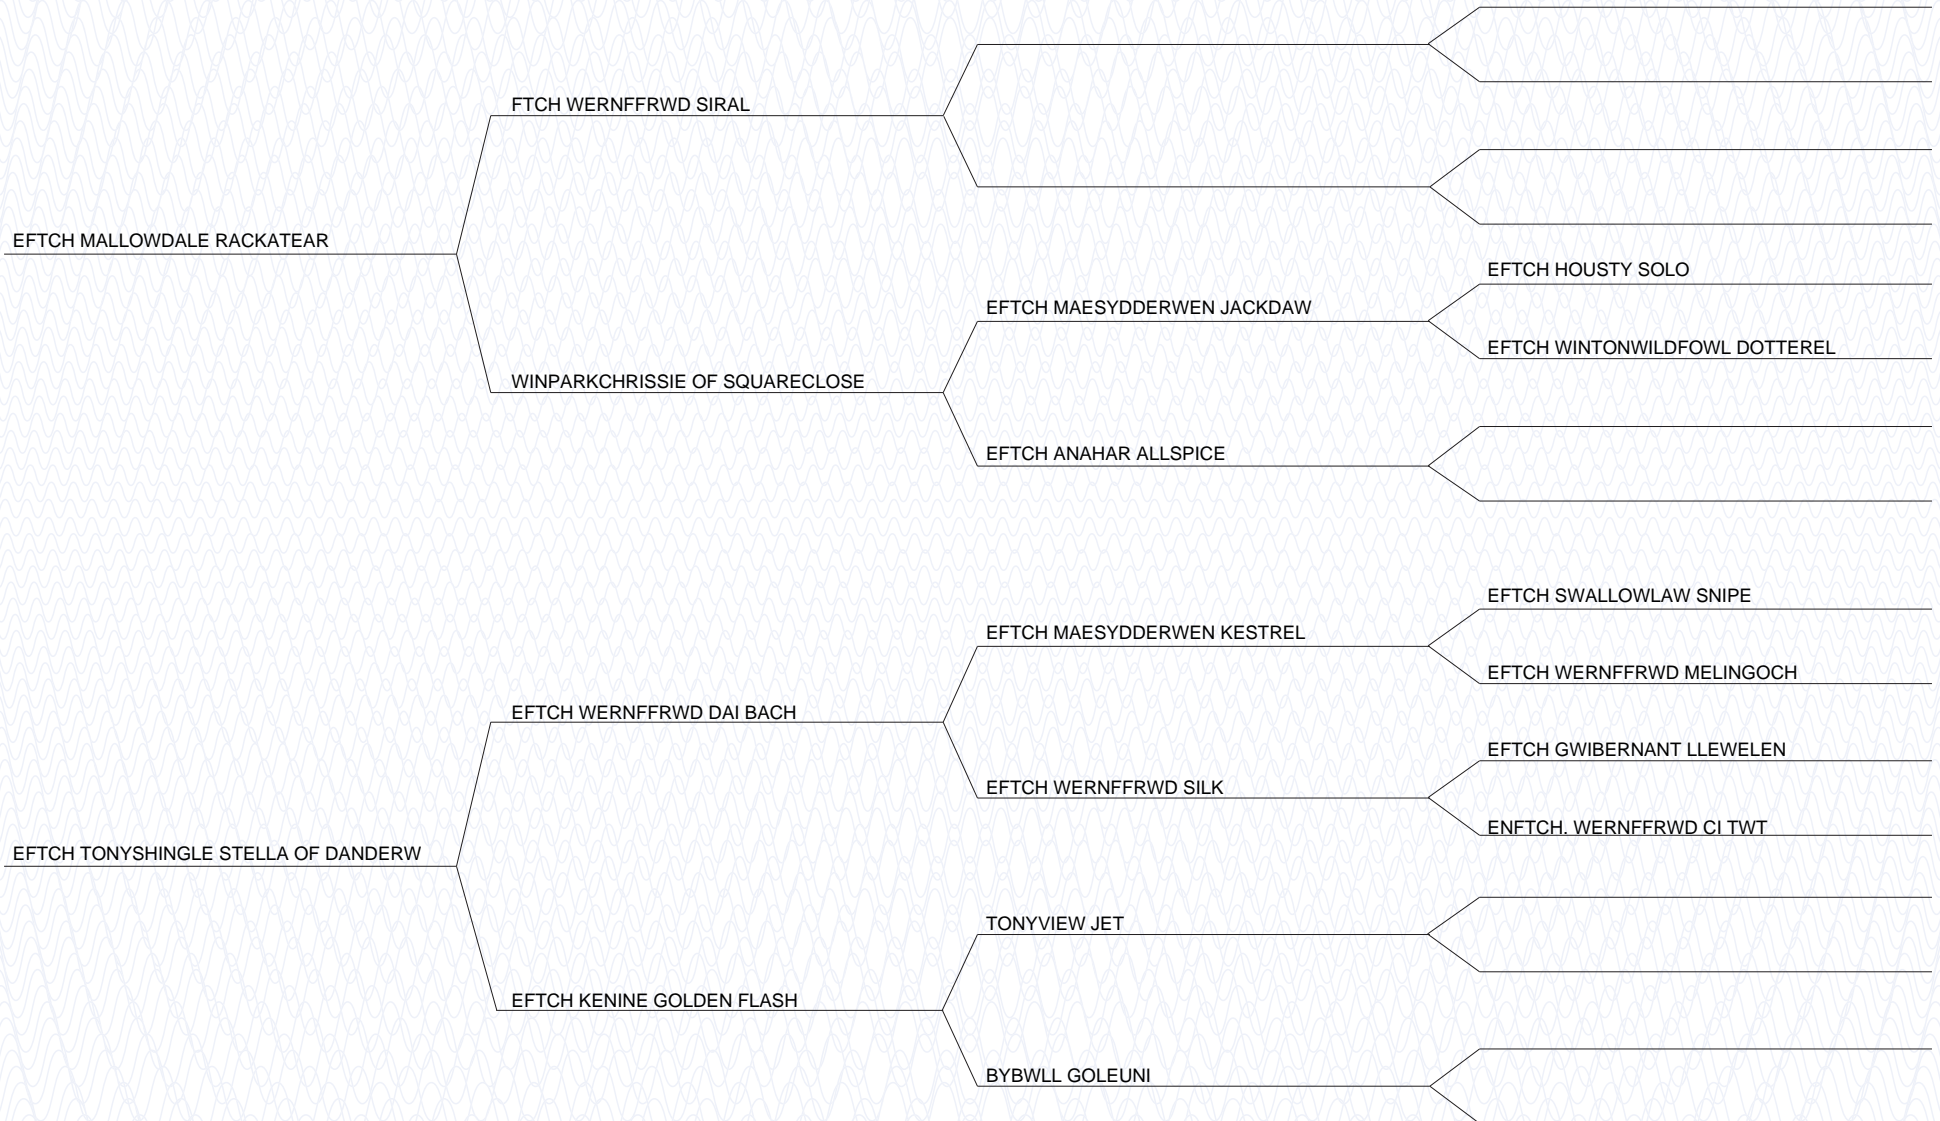 FTCH WERNFFRWD SIRAL
EFTCH MALLOWDALE RACKATEAR
EFTCH HOUSTY SOLO
EFTCH MAESYDDERWEN JACKDAW
EFTCH WINTONWILDFOWL DOTTEREL
WINPARKCHRISSIE OF SQUARECLOSE
EFTCH ANAHAR ALLSPICE
EFTCH SWALLOWLAW SNIPE
EFTCH MAESYDDERWEN KESTREL
EFTCH WERNFFRWD MELINGOCH
EFTCH WERNFFRWD DAI BACH
EFTCH GWIBERNANT LLEWELEN
EFTCH WERNFFRWD SILK
ENFTCH. WERNFFRWD CI TWT
EFTCH TONYSHINGLE STELLA OF DANDERW
TONYVIEW JET
EFTCH KENINE GOLDEN FLASH
BYBWLL GOLEUNI